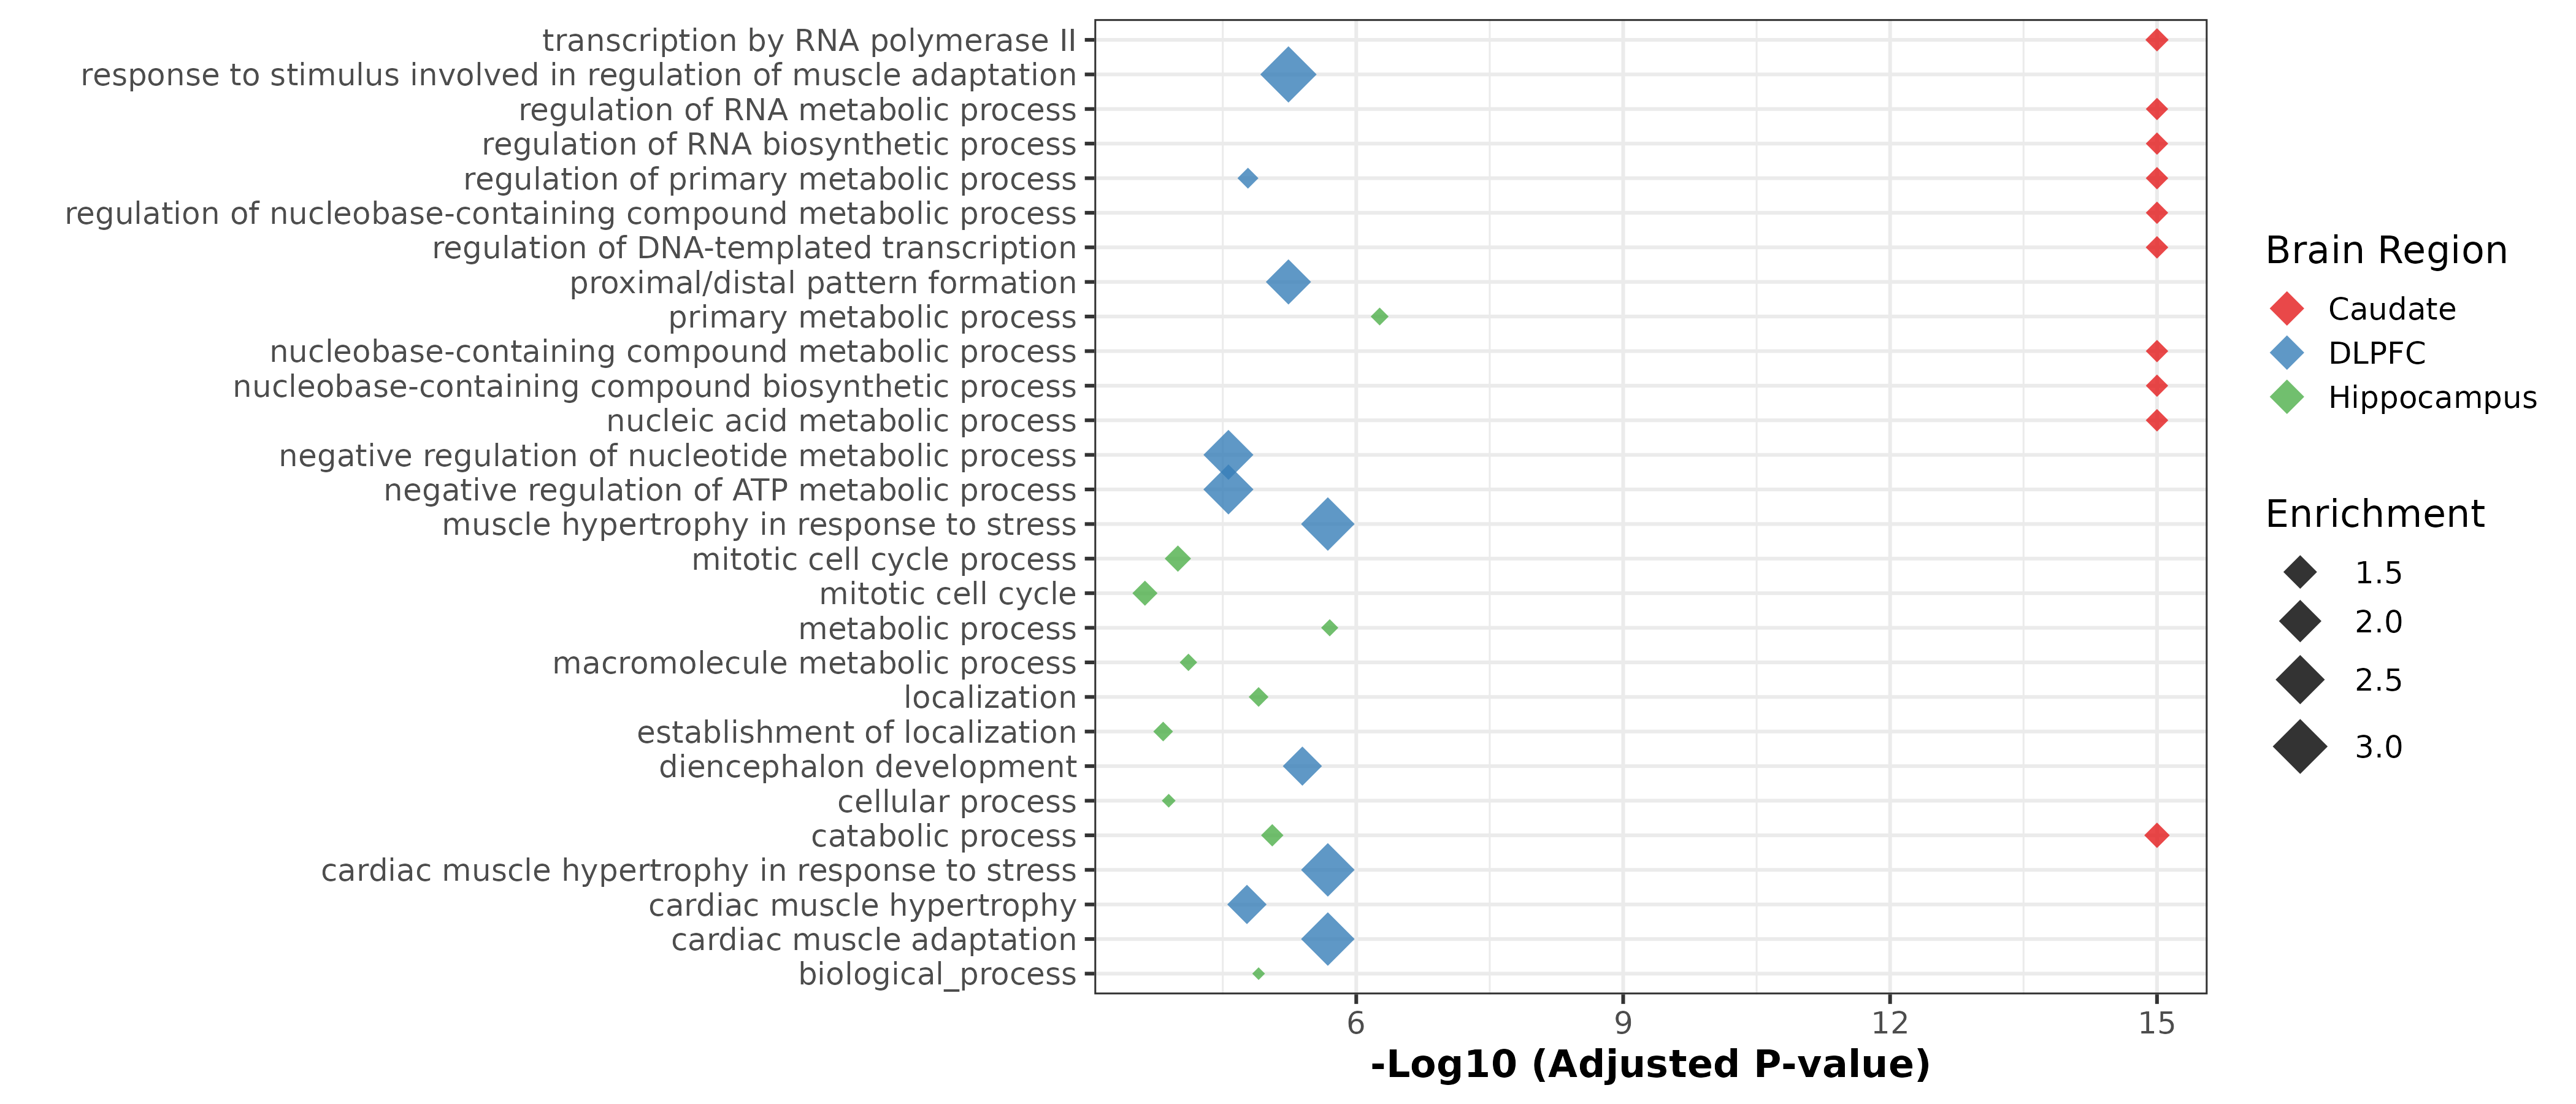 transcription by RNA polymerase II
response to stimulus involved in regulation of muscle adaptation
regulation of RNA metabolic process
regulation of RNA biosynthetic process
regulation of primary metabolic process
regulation of nucleobase-containing compound metabolic process
regulation of DNA-templated transcription
proximal/distal pattern formation
primary metabolic process
nucleobase-containing compound metabolic process
nucleobase-containing compound biosynthetic process
nucleic acid metabolic process
negative regulation of nucleotide metabolic process
negative regulation of ATP metabolic process
muscle hypertrophy in response to stress
mitotic cell cycle process
mitotic cell cycle
metabolic process
macromolecule metabolic process
localization
establishment of localization
diencephalon development
cellular process
catabolic process
cardiac muscle hypertrophy in response to stress
cardiac muscle hypertrophy
cardiac muscle adaptation
biological_process
6 9 12 15
-Log10 (Adjusted P-value)
Brain Region
Caudate
DLPFC
Hippocampus
Enrichment
1.5
2.0
2.5
3.0